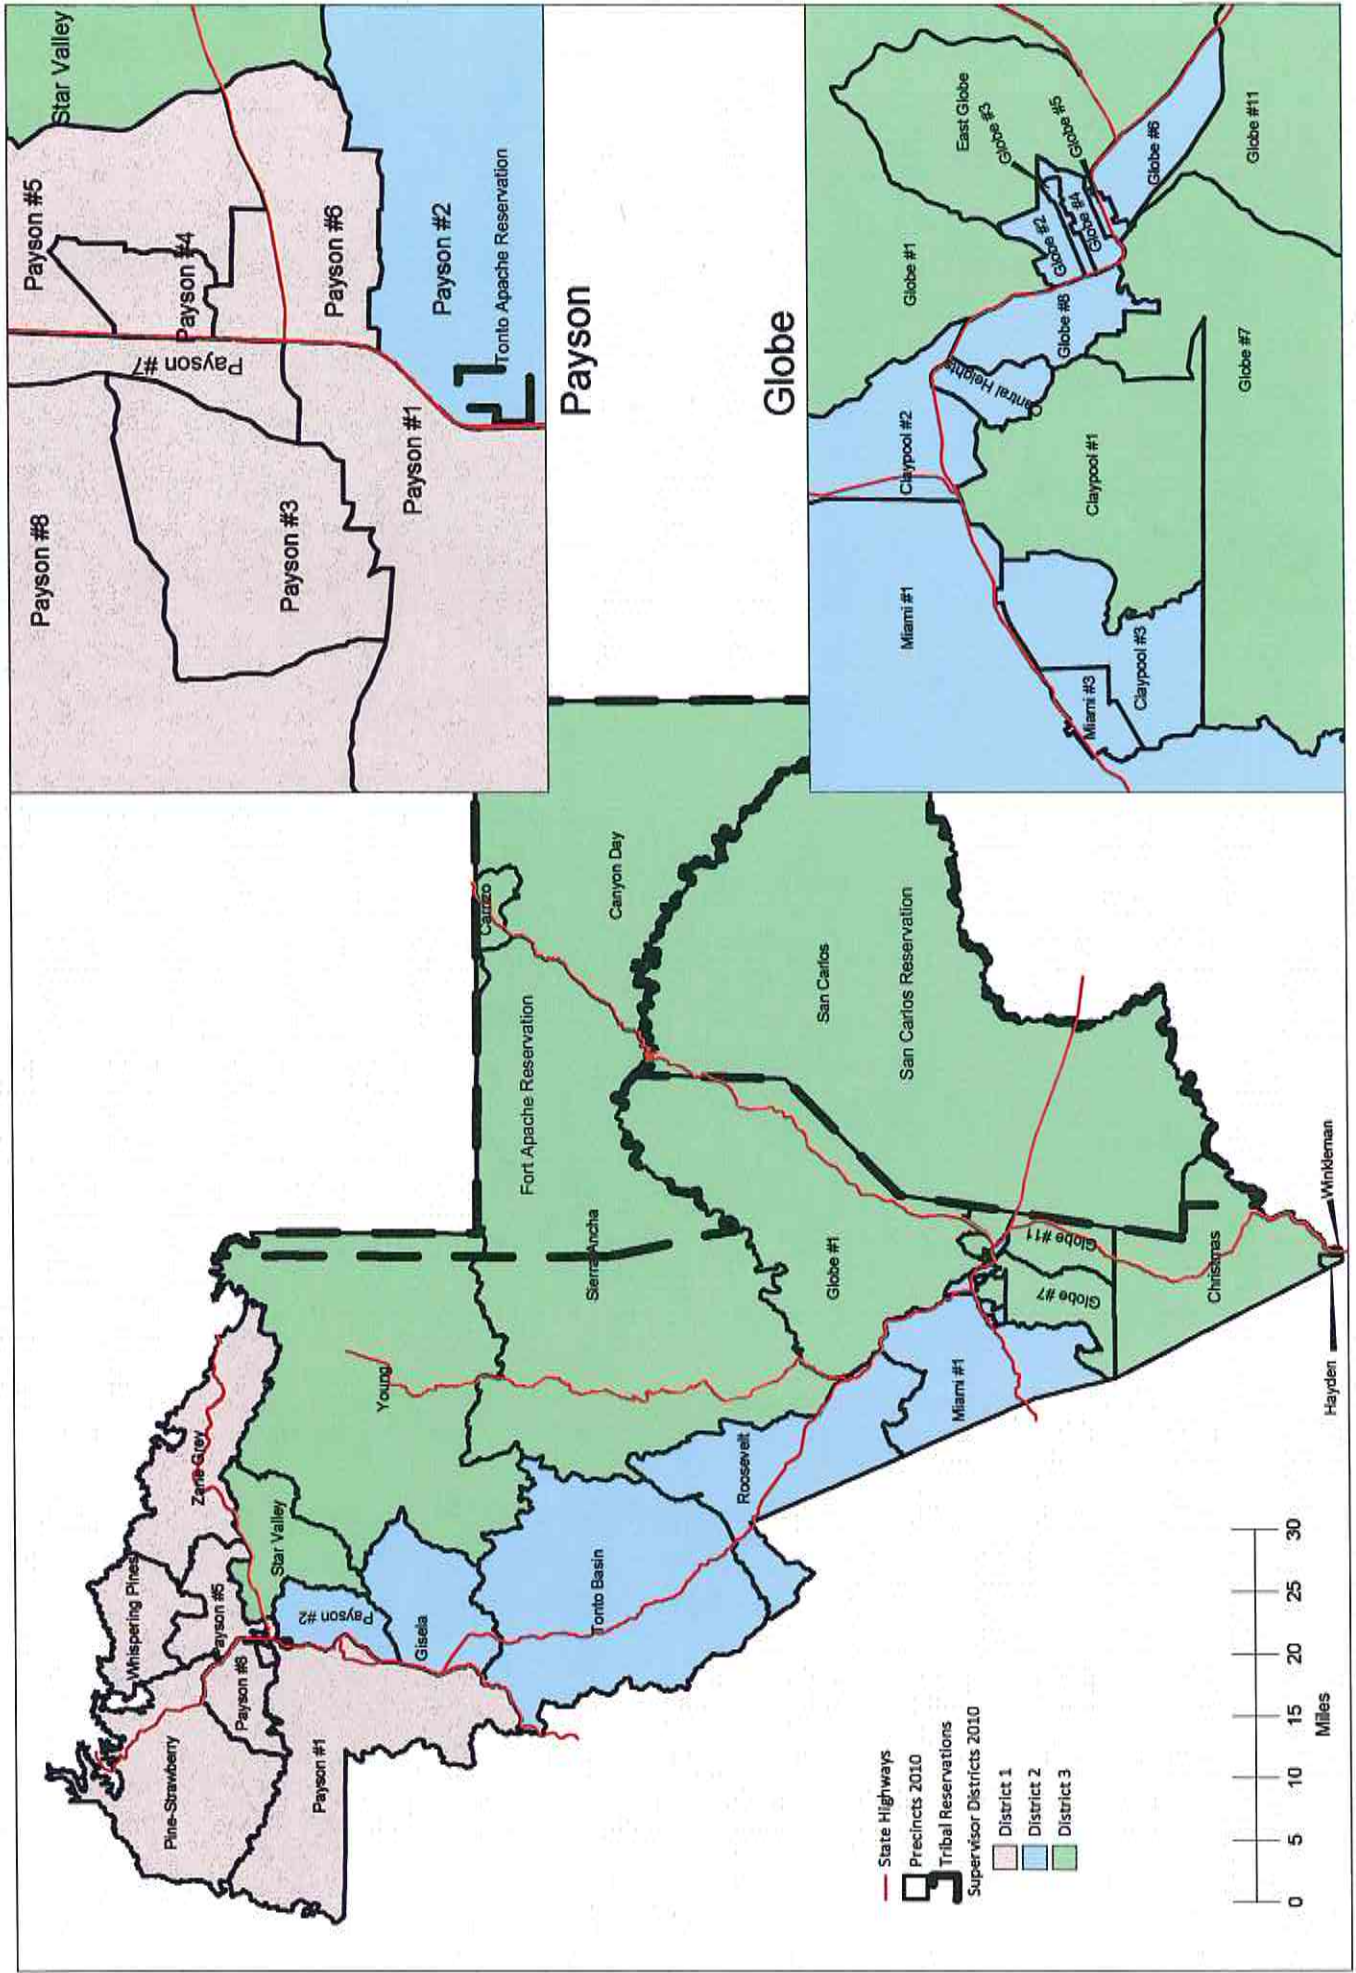 Pine-Strawberry
Whispering Pines
Zane Grey
Payson #8
Payson #5
Star Valley
Payson #1
Payson #2
Young
Gisela
Tonto Basin
Roosevelt
Sierra Ancha
Fort Apache Reservation
Carrizo
Canyon Day
San Carlos
San Carlos Reservation
Globe #1
Miami #1
Globe #7
Globe #11
Christmas
Hayden
Winkleman
State Highways
Precincts 2010
Tribal Reservations
Supervisor Districts 2010
District 1
District 2
District 3
0 5 10 15 20 25 30
Miles
Payson
Payson #8
Payson #5
Star Valley
Payson #7
Payson #4
Payson #3
Payson #6
Payson #1
Payson #2
Tonto Apache Reservation
Globe
Miami #1
Claypool #2
Globe #1
East Globe
Globe #3
Globe #5
Central Heights
Globe #2
Globe #4
Globe #8
Globe #6
Miami #3
Claypool #3
Claypool #1
Globe #7
Globe #11